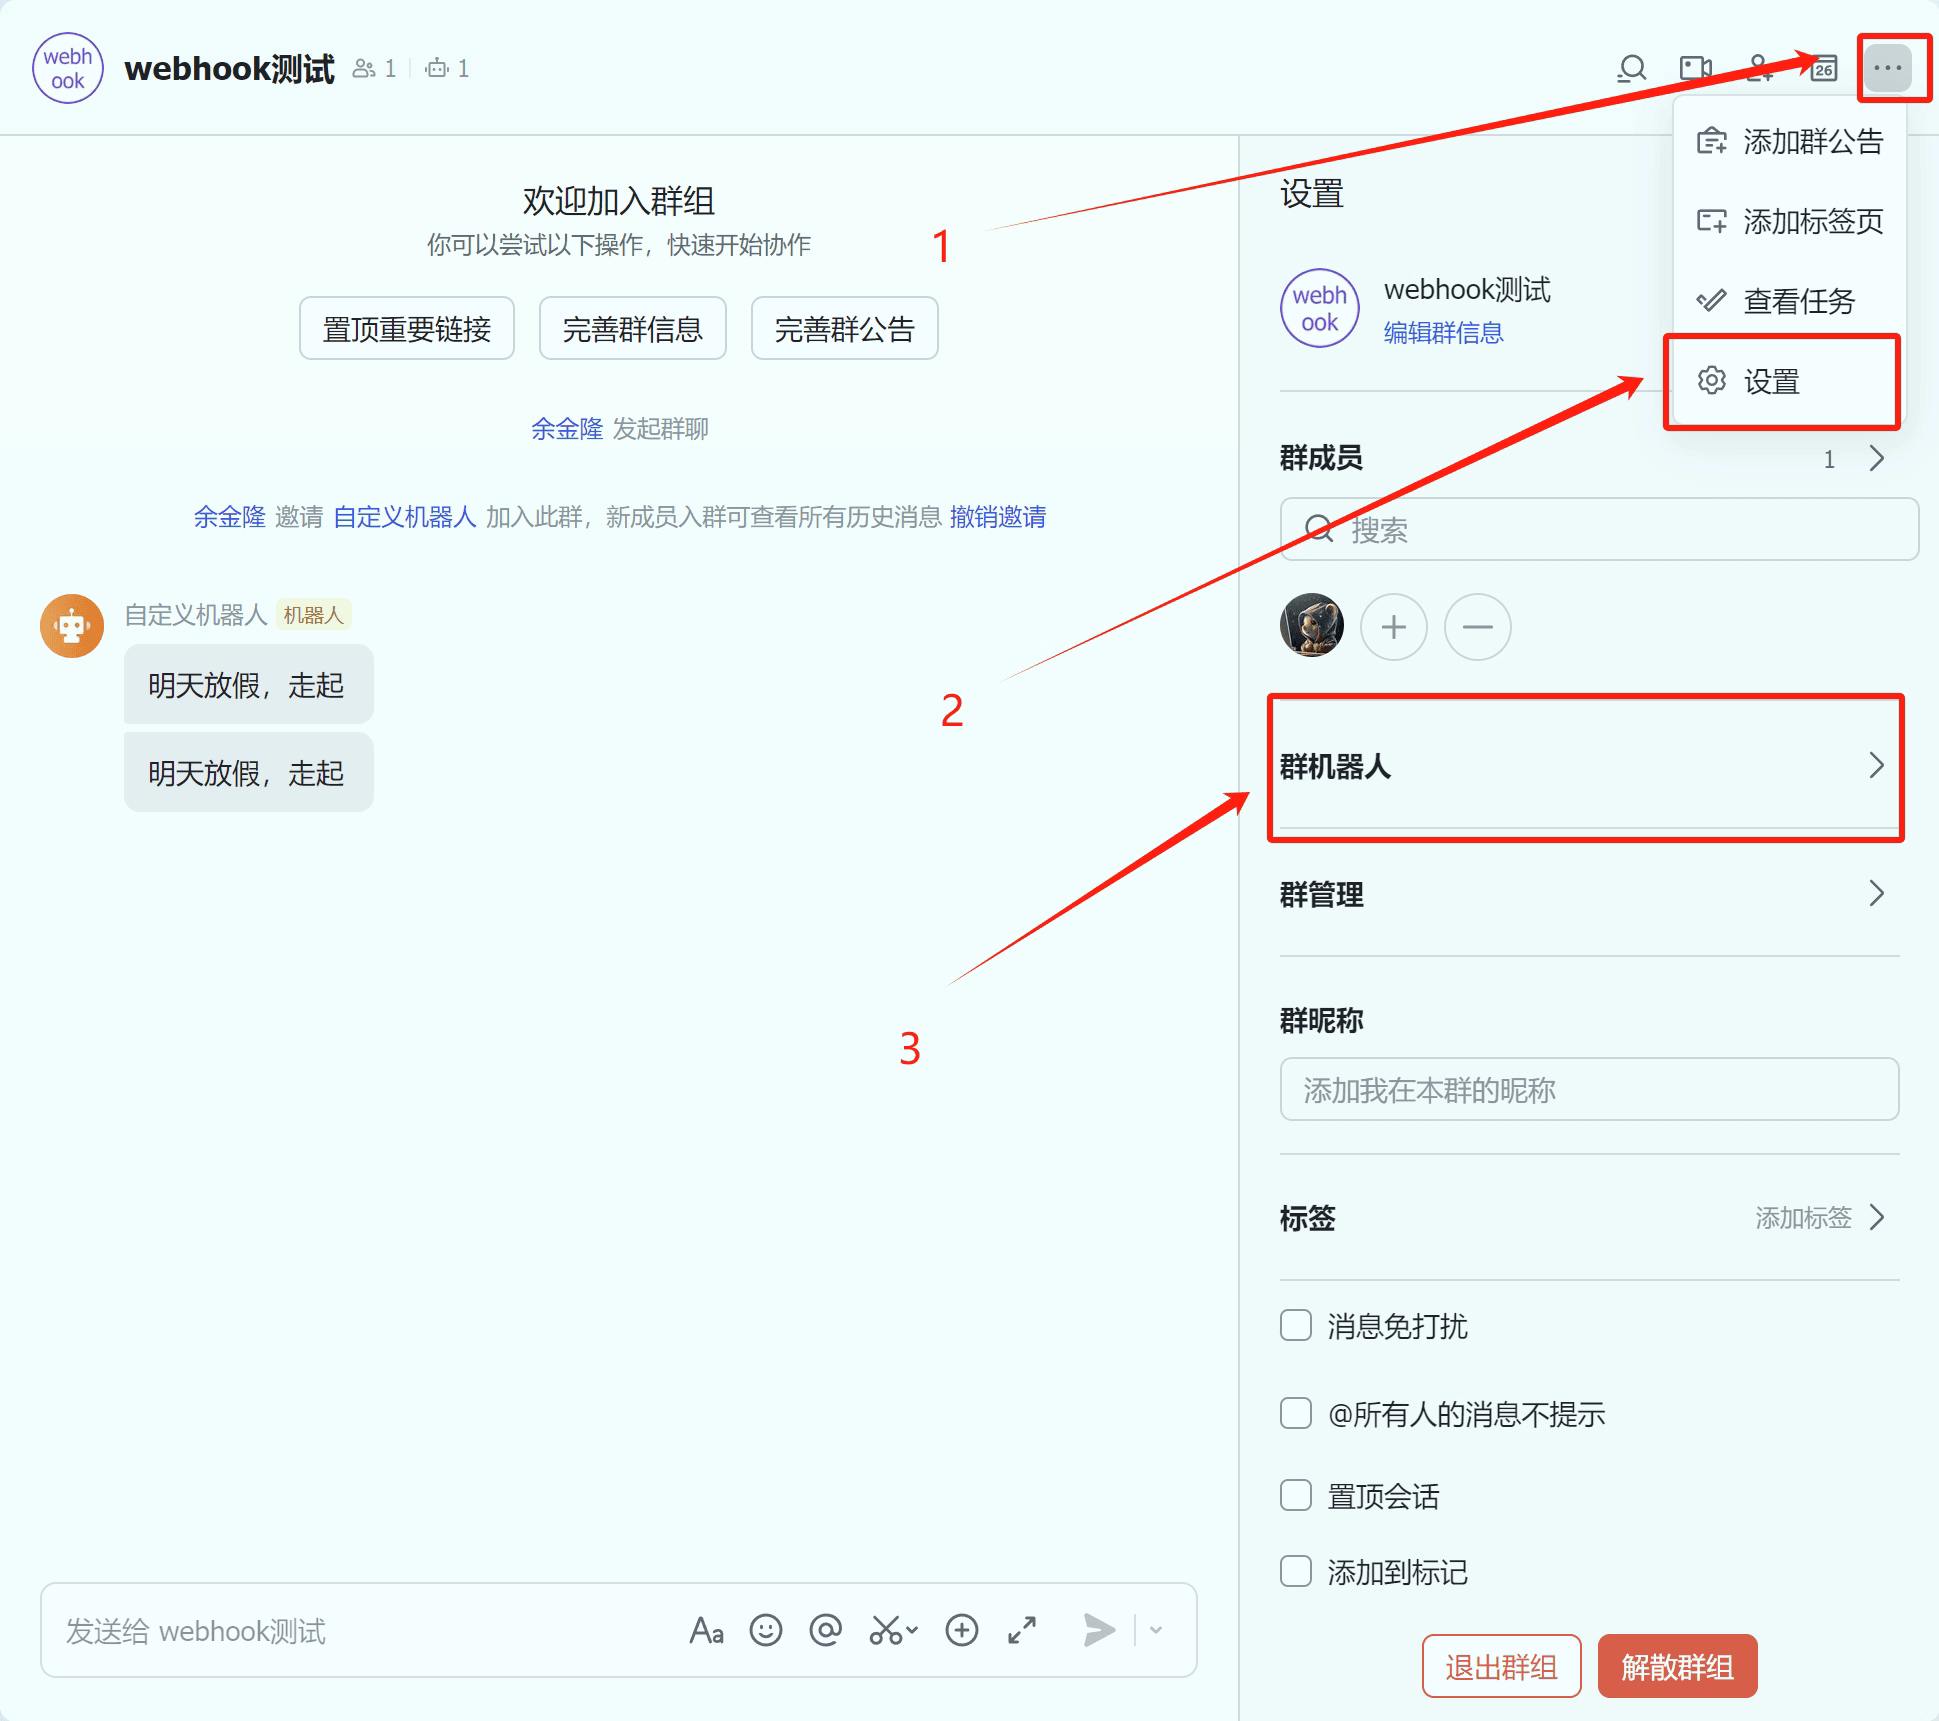 webh
ook
webhook测试 1 1
26
添加群公告
添加标签页
查看任务
设置
欢迎加入群组
你可以尝试以下操作，快速开始协作
置顶重要链接 完善群信息 完善群公告
余金隆 发起群聊
余金隆 邀请 自定义机器人 加入此群，新成员入群可查看所有历史消息 撤销邀请
自定义机器人 机器人
明天放假，走起
明天放假，走起
1
2
3
设置
webh
ook
webhook测试
编辑群信息
群成员 1
搜索
群机器人
群管理
群昵称
添加我在本群的昵称
标签 添加标签
消息免打扰
@所有人的消息不提示
置顶会话
添加到标记
退出群组 解散群组
发送给 webhook测试 Aa